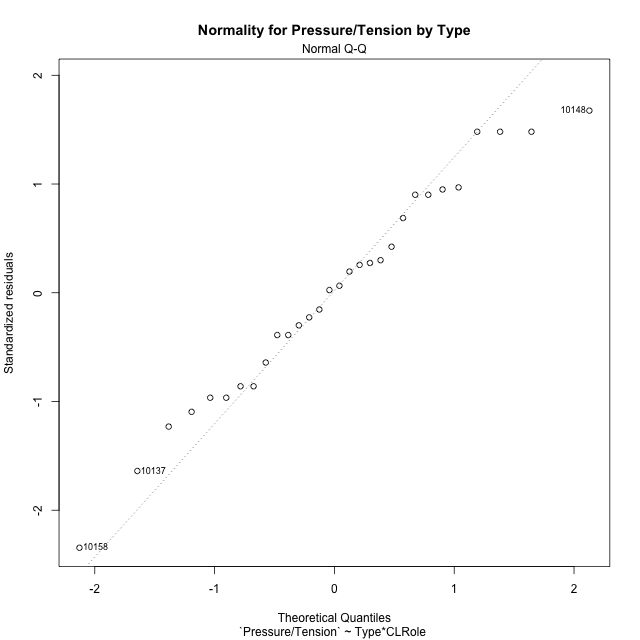 Normality for Pressure/Tension by Type
Normal Q-Q
2
1
0
-1
-2
Standardized residuals
10148
10137
10158
-2 -1 0 1 2
Theoretical Quantiles
`Pressure/Tension` ~ Type*CLRole